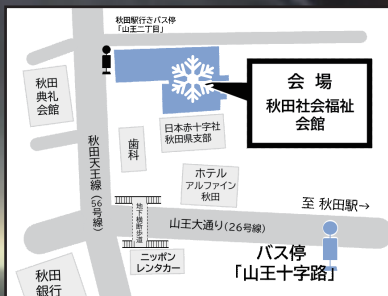 秋田駅行きバス停
「山王二丁目」
会 場
秋田社会福祉
会館
秋田
典礼
会館
日本赤十字社
秋田県支部
歯科
秋田天王線(56号線)
ホテル
アルファイン
秋田
地下横断歩道
至 秋田駅→
山王大通り(26号線)
ニッポン
レンタカー
バス停
「山王十字路」
秋田
銀行